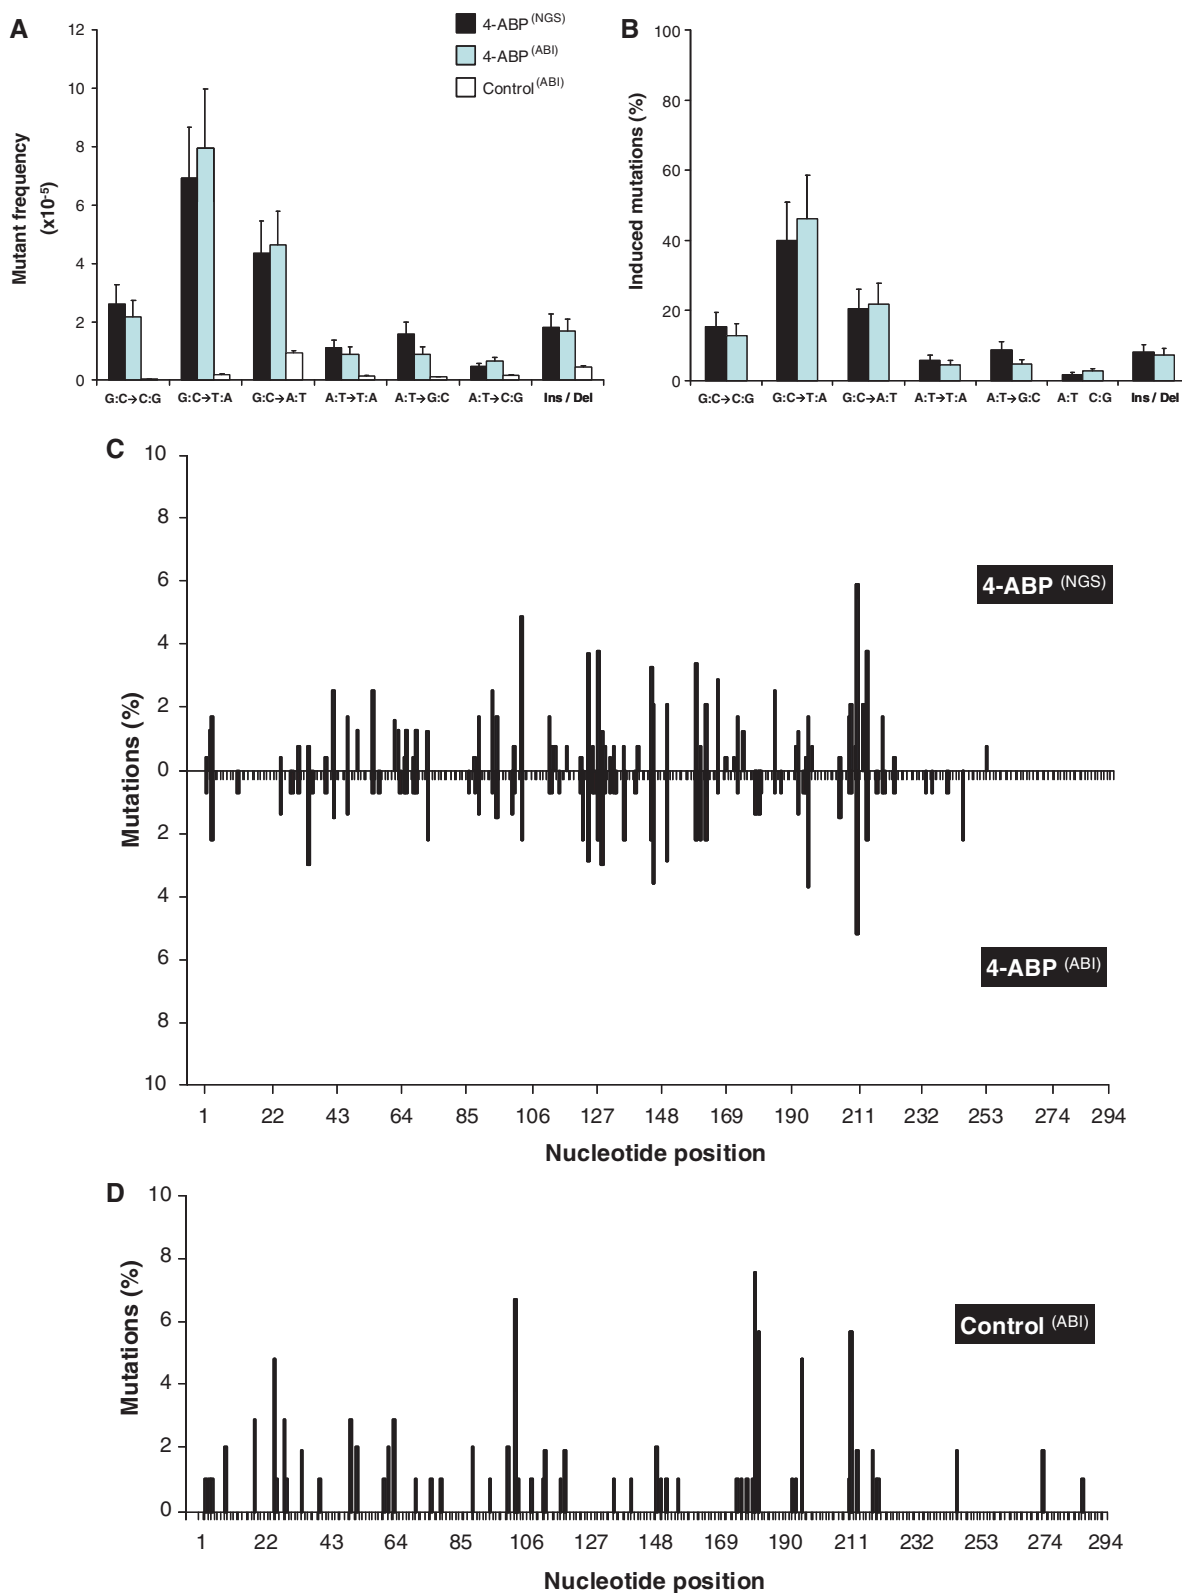 A
12
10
8
6
4
2
0
Mutant frequency
(x10-5)
4-ABP (NGS)
4-ABP (ABI)
Control (ABI)
G:C→C:G G:C→T:A G:C→A:T A:T→T:A A:T→G:C A:T→C:G Ins / Del
B
100
80
60
40
20
0
Induced mutations (%)
G:C→C:G G:C→T:A G:C→A:T A:T→T:A A:T→G:C A:T C:G Ins / Del
C
10
8
6
4
2
0
2
4
6
8
10
Mutations (%)
4-ABP (NGS)
4-ABP (ABI)
1 22 43 64 85 106 127 148 169 190 211 232 253 274 294
Nucleotide position
D
10
8
6
4
2
0
Mutations (%)
Control (ABI)
1 22 43 64 85 106 127 148 169 190 211 232 253 274 294
Nucleotide position